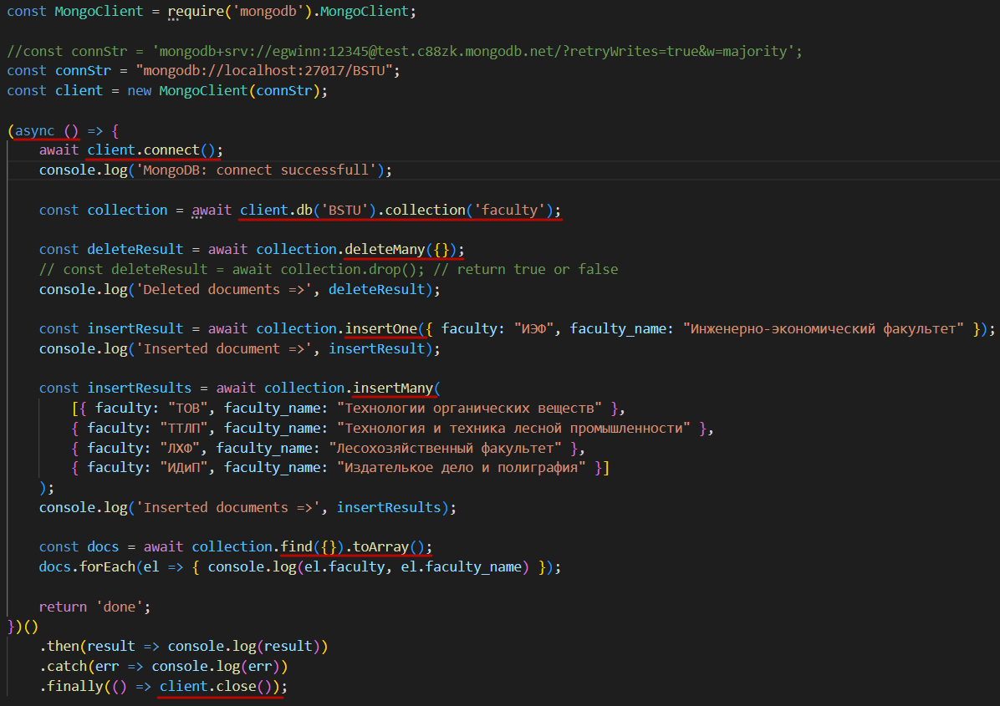 const MongoClient = require('mongodb').MongoClient;
//const connStr = 'mongodb+srv://egwinn:12345@test.c88zk.mongodb.net/?retryWrites=true&w=majority';
const connStr = "mongodb://localhost:27017/BSTU";
const client = new MongoClient(connStr);
(async () => {
await client.connect();
console.log('MongoDB: connect successfull');
const collection = await client.db('BSTU').collection('faculty');
const deleteResult = await collection.deleteMany({});
// const deleteResult = await collection.drop(); // return true or false
console.log('Deleted documents =>', deleteResult);
const insertResult = await collection.insertOne({ faculty: "ИЭФ", faculty_name: "Инженерно-экономический факультет" });
console.log('Inserted document =>', insertResult);
const insertResults = await collection.insertMany(
[{ faculty: "ТОВ", faculty_name: "Технологии органических веществ" },
{ faculty: "ТТЛП", faculty_name: "Технология и техника лесной промышленности" },
{ faculty: "ЛХФ", faculty_name: "Лесохозяйственный факультет" },
{ faculty: "ИДиП", faculty_name: "Издателькое дело и полиграфия" }]
);
console.log('Inserted documents =>', insertResults);
const docs = await collection.find({}).toArray();
docs.forEach(el => { console.log(el.faculty, el.faculty_name) });
return 'done';
})()
.then(result => console.log(result))
.catch(err => console.log(err))
.finally(() => client.close());